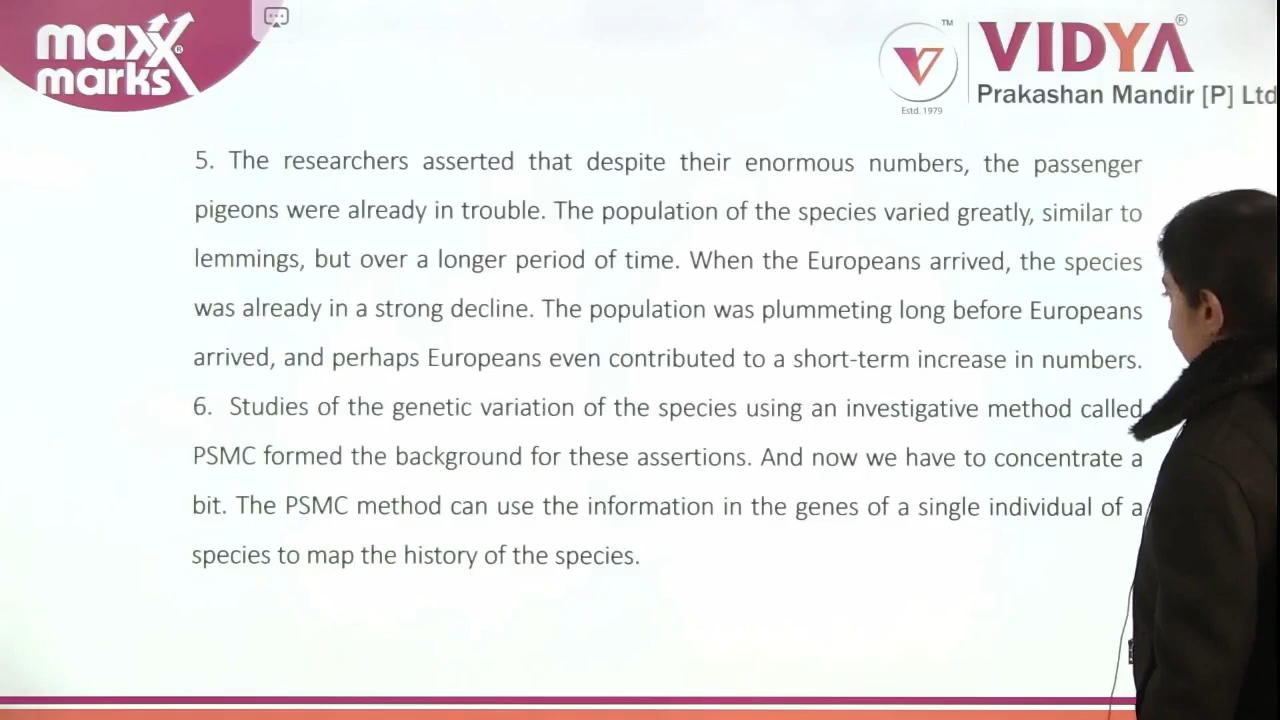 maxx
marks®
TM
Estd. 1979
VIDYA®
Prakashan Mandir [P] Ltd
5. The researchers asserted that despite their enormous numbers, the passenger
pigeons were already in trouble. The population of the species varied greatly, similar to
lemmings, but over a longer period of time. When the Europeans arrived, the species
was already in a strong decline. The population was plummeting long before Europeans
arrived, and perhaps Europeans even contributed to a short-term increase in numbers.
6. Studies of the genetic variation of the species using an investigative method called
PSMC formed the background for these assertions. And now we have to concentrate a
bit. The PSMC method can use the information in the genes of a single individual of a
species to map the history of the species.